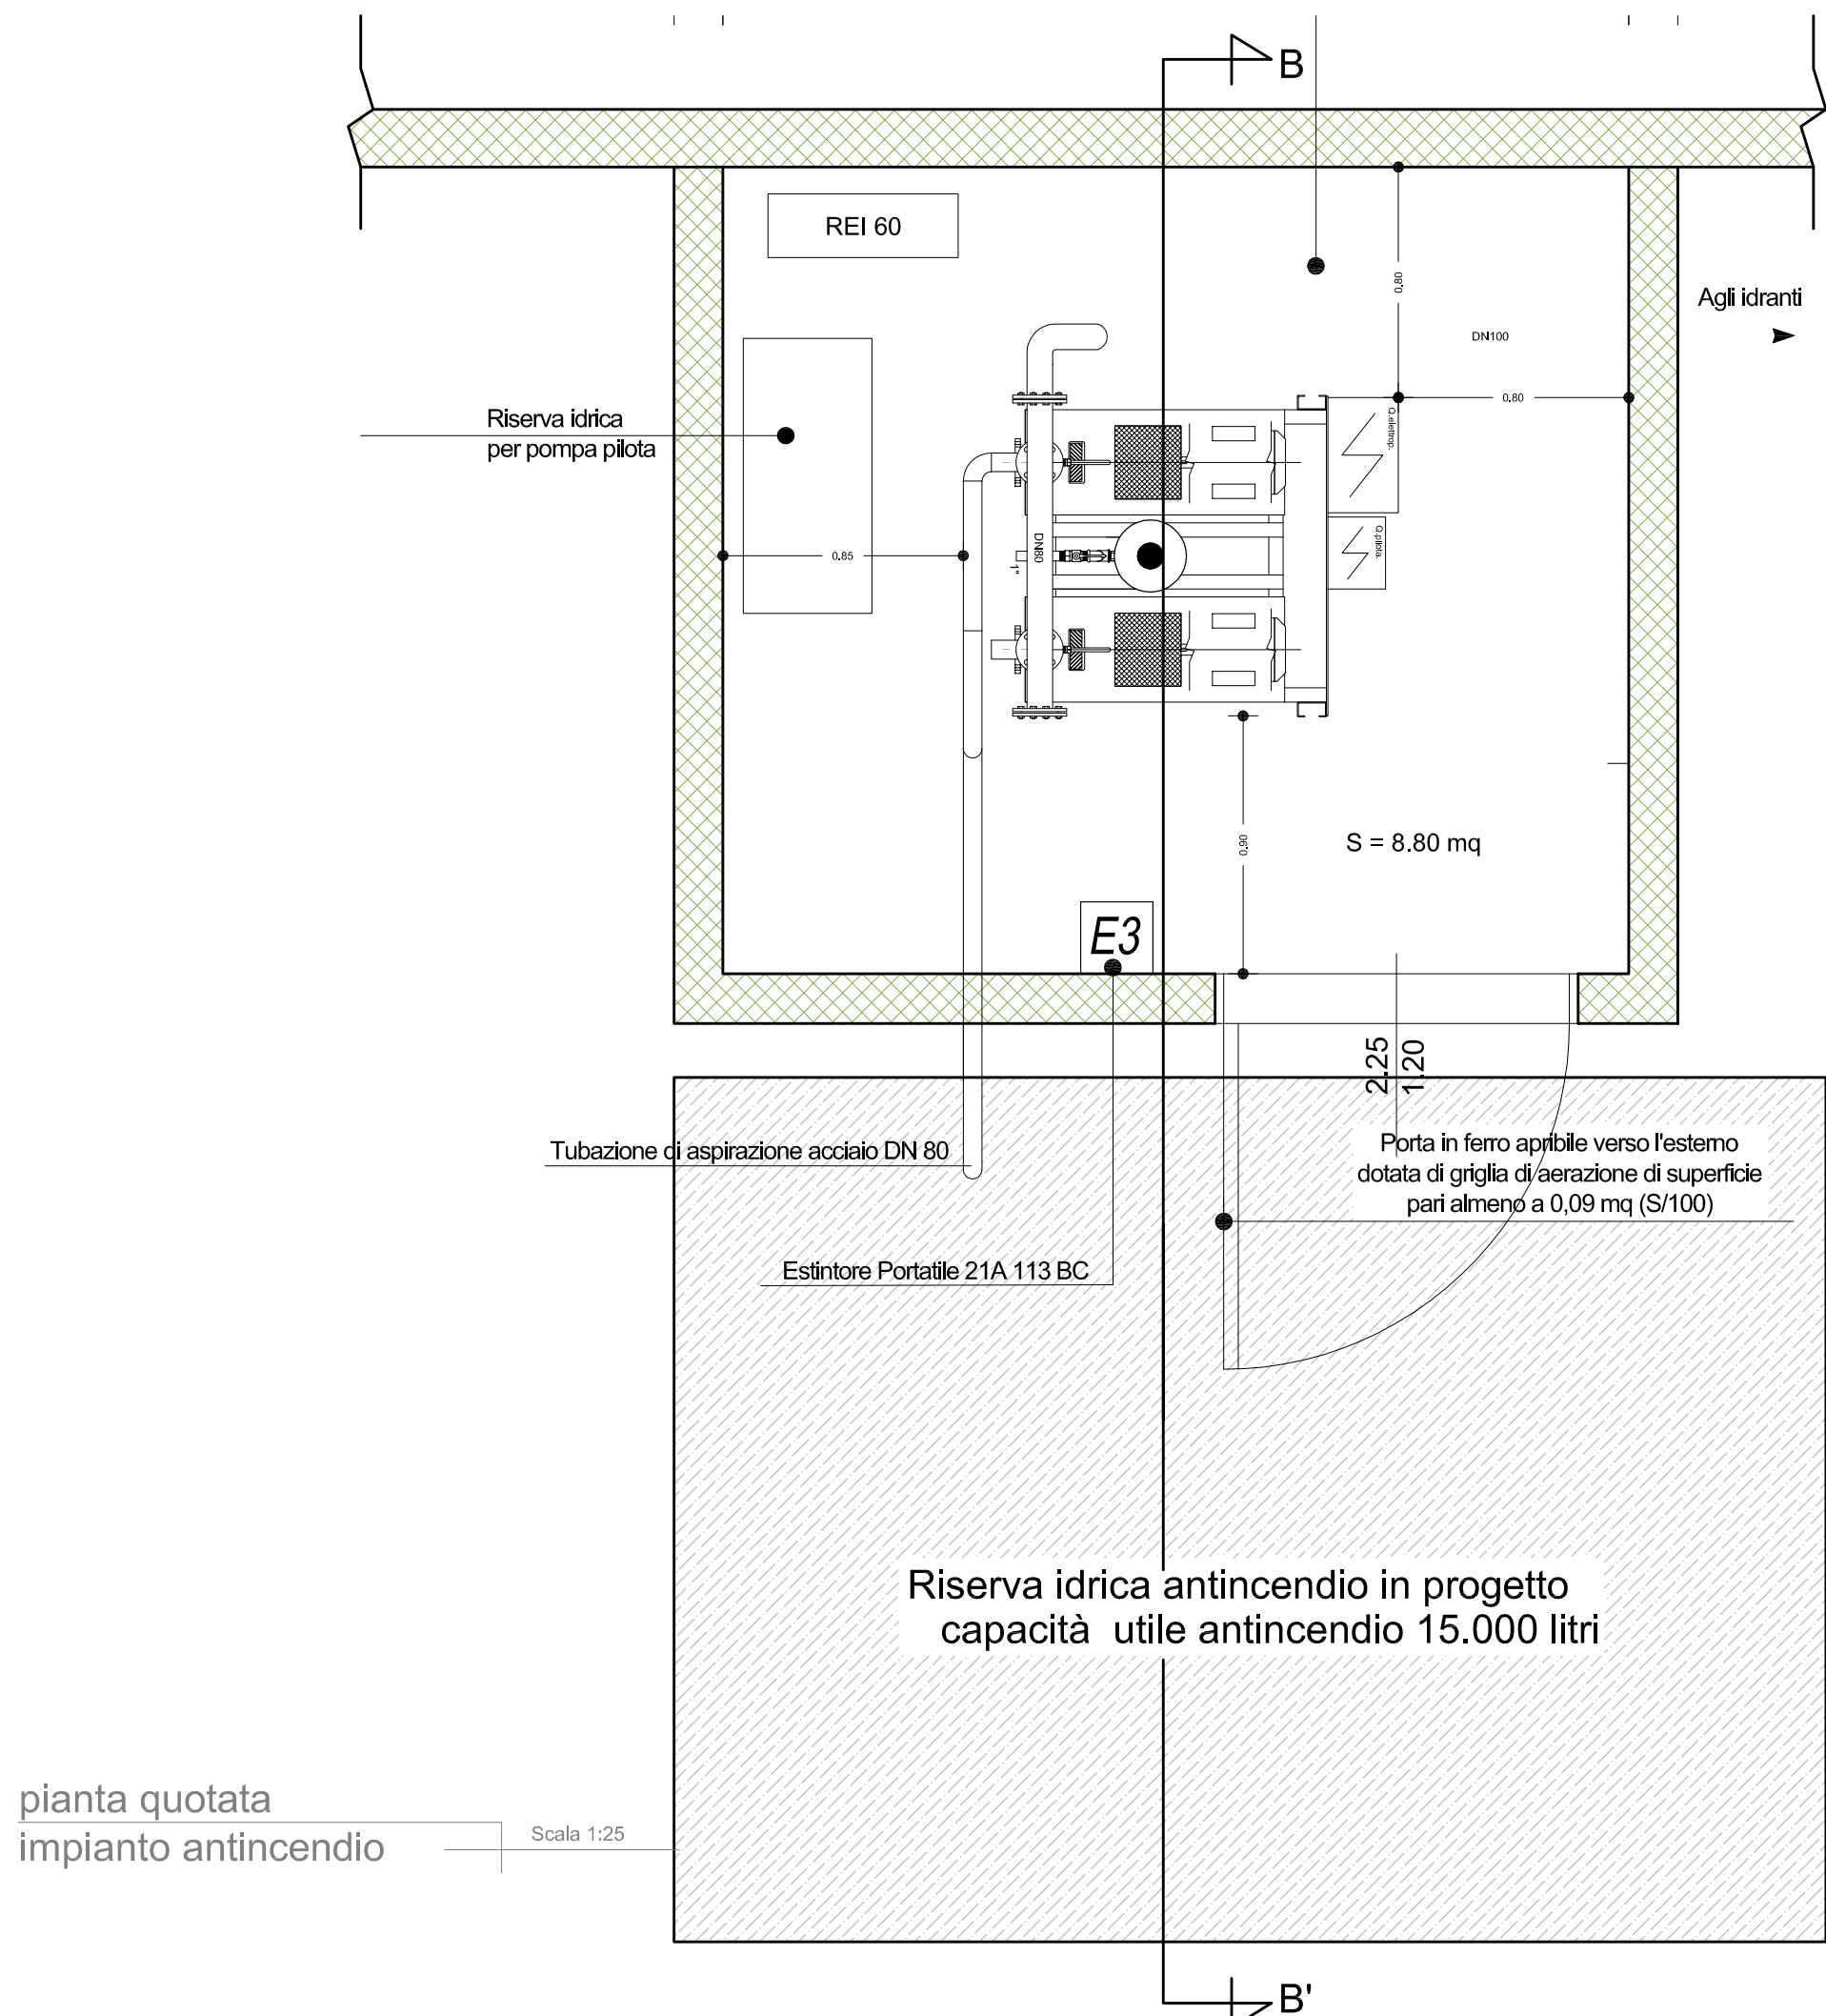 B
REI 60
0.80
Agli idranti
DN100
0.80
Q.elettrop.
Riserva idrica
per pompa pilota
Q.pilota.
DN80
1"
0.85
0.90
S = 8.80 mq
E3
2.25
1.20
Tubazione di aspirazione acciaio DN 80
Porta in ferro apribile verso l'esterno
dotata di griglia di aerazione di superficie
pari almeno a 0,09 mq (S/100)
Estintore Portatile 21A 113 BC
Riserva idrica antincendio in progetto
capacità utile antincendio 15.000 litri
pianta quotata
impianto antincendio
Scala 1:25
B'